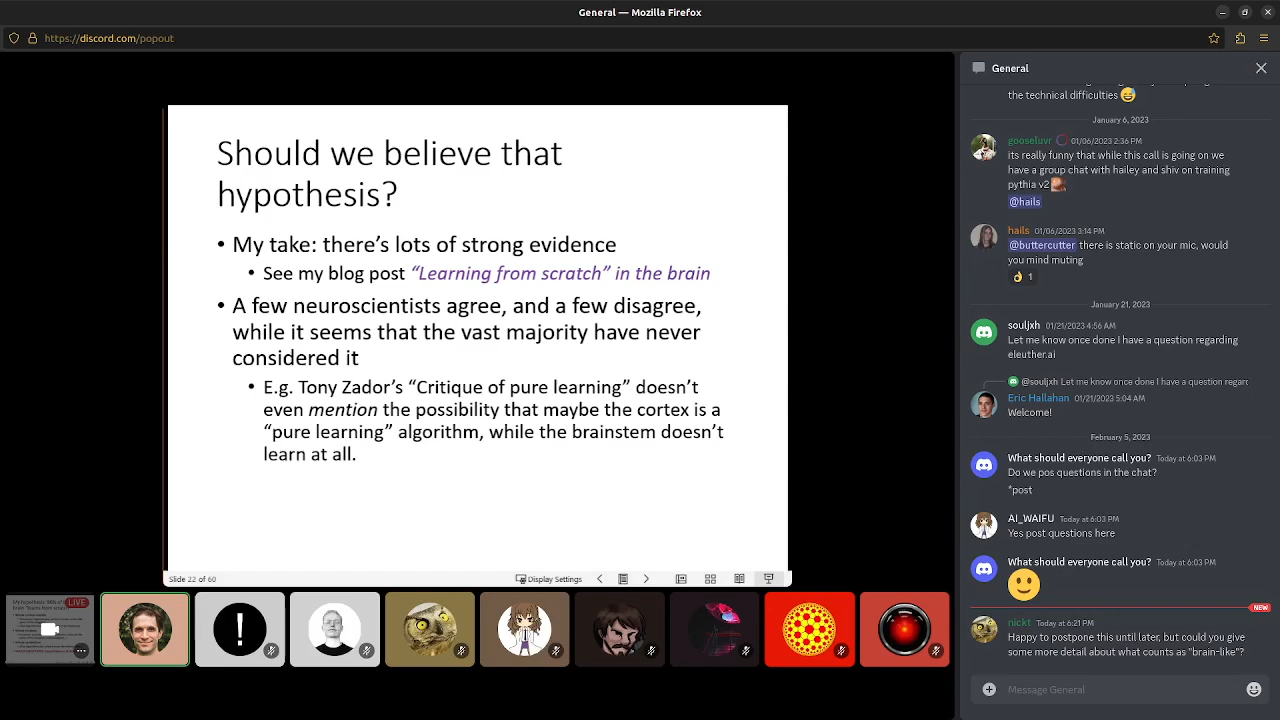 General — Mozilla Firefox
https://discord.com/popout
Should we believe that
hypothesis?
• My take: there's lots of strong evidence
• See my blog post "Learning from scratch" in the brain
• A few neuroscientists agree, and a few disagree,
while it seems that the vast majority have never
considered it
• E.g. Tony Zador's "Critique of pure learning" doesn't
even mention the possibility that maybe the cortex is a
"pure learning" algorithm, while the brainstem doesn't
learn at all.
Slide 22 of 60
Display Settings
LIVE
General
the technical difficulties 😅
January 6, 2023
gooseluvr 01/06/2023 2:36 PM
its really funny that while this call is going on we
have a group chat with hailey and shiv on training
pythia v2
@hails
hails 01/06/2023 3:14 PM
@buttercutter there is static on your mic, would
you mind muting
👌 1
January 21, 2023
souljxh 01/21/2023 4:56 AM
Let me know once done I have a question regarding
eleuther.ai
@souljxh Let me know once done I have a question regarc
Eric Hallahan 01/21/2023 5:04 AM
Welcome!
February 5, 2023
What should everyone call you? Today at 6:03 PM
Do we pos questions in the chat?
*post
AI_WAIFU Today at 6:03 PM
Yes post questions here
What should everyone call you? Today at 6:03 PM
🙂
NEW
nickt Today at 6:21 PM
Happy to postpone this until later, but could you give
some more detail about what counts as "brain-like"?
Message General